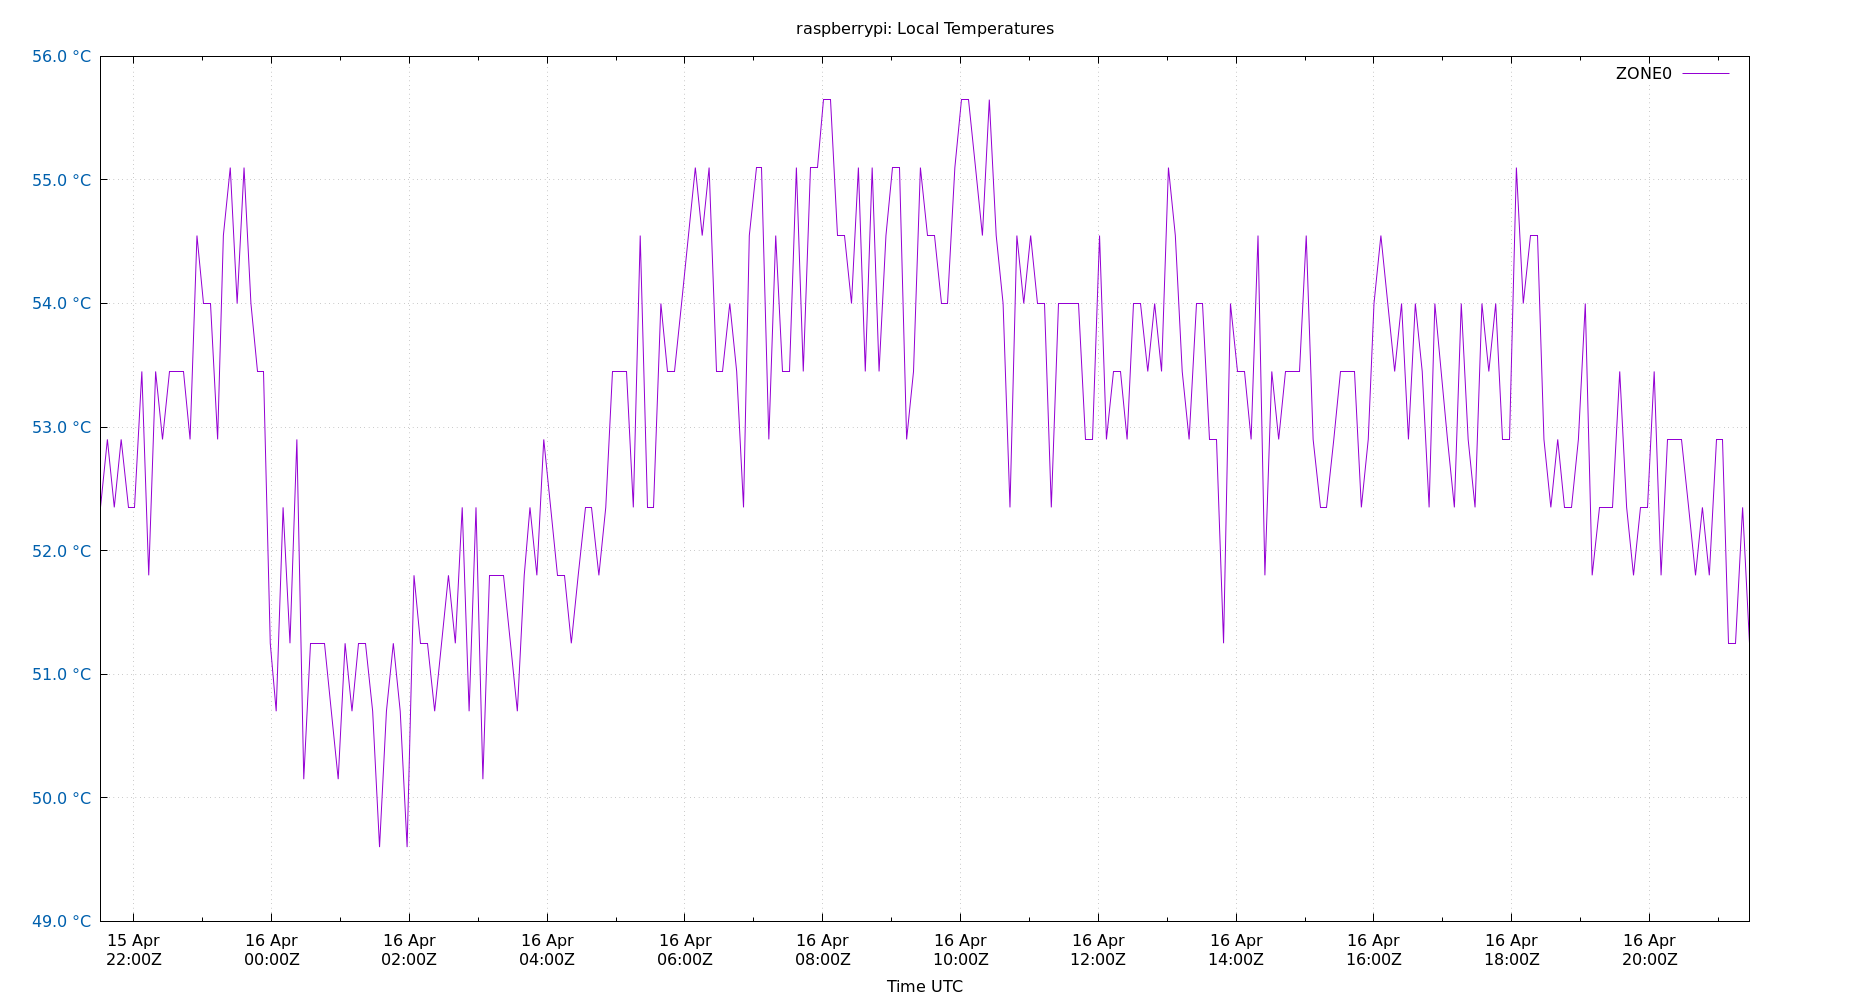 raspberrypi: Local Temperatures
56.0 °C
ZONE0
55.0 °C
54.0 °C
53.0 °C
52.0 °C
51.0 °C
50.0 °C
49.0 °C
15 Apr 16 Apr 16 Apr 16 Apr 16 Apr 16 Apr 16 Apr 16 Apr 16 Apr 16 Apr 16 Apr 16 Apr
22:00Z 00:00Z 02:00Z 04:00Z 06:00Z 08:00Z 10:00Z 12:00Z 14:00Z 16:00Z 18:00Z 20:00Z
Time UTC